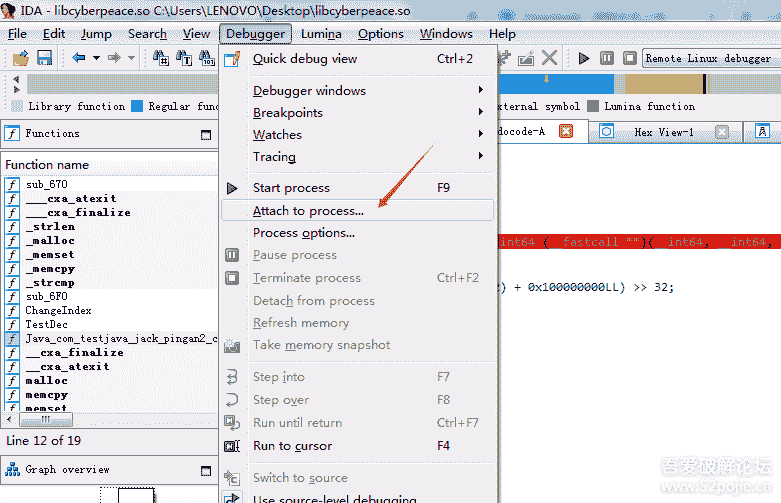 IDA - libcyberpeace.so C:\Users\LENOVO\Desktop\libcyberpeace.so
File Edit Jump Search View Debugger Lumina Options Windows Help
Quick debug view Ctrl+2
Remote Linux debugger
Debugger windows
Library function Regular func
Breakpoints
xternal symbol Lumina function
Functions
Watches
docode-A Hex View-1
Tracing
Function name
sub_670
Start process F9
___cxa_atexit
___cxa_finalize
Attach to process...
_strlen
Process options...
_malloc
int64 (__fastcall **)(__int64, __int64,
_memset
Pause process
_memcpy
Terminate process Ctrl+F2
_strcmp
) + 0x100000000LL) >> 32;
sub_6F0
Detach from process
ChangeIndex
Refresh memory
TestDec
Java_com_testjava_jack_pingan2_c
Take memory snapshot
__cxa_finalize
__cxa_atexit
Step into F7
malloc
Step over F8
memcpy
memset
Run until return Ctrl+F7
Line 12 of 19
Run to cursor F4
Graph overview
Switch to source
Use source-level debugging
吾爱破解论坛
www.52pojie.cn